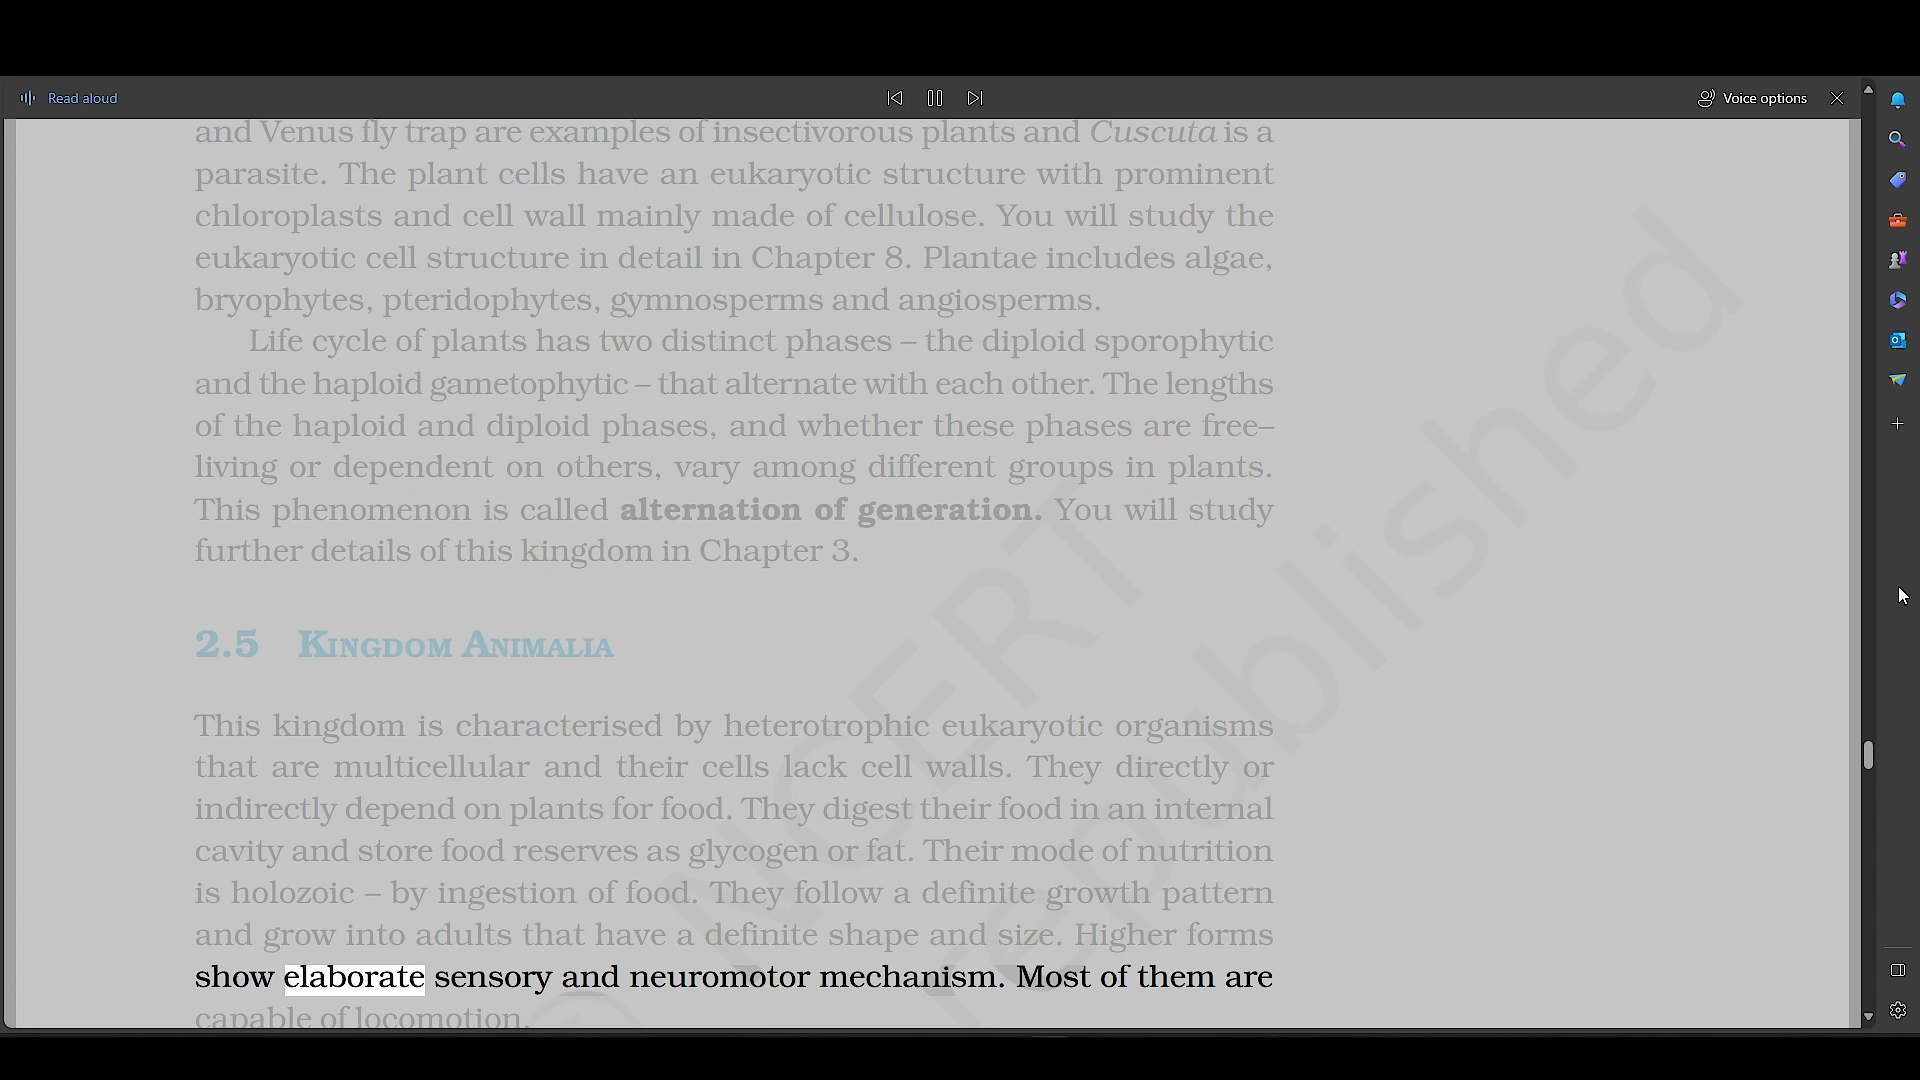 Read aloud
Voice options
and Venus fly trap are examples of insectivorous plants and Cuscuta is a
parasite. The plant cells have an eukaryotic structure with prominent
chloroplasts and cell wall mainly made of cellulose. You will study the
eukaryotic cell structure in detail in Chapter 8. Plantae includes algae,
bryophytes, pteridophytes, gymnosperms and angiosperms.
Life cycle of plants has two distinct phases – the diploid sporophytic
and the haploid gametophytic – that alternate with each other. The lengths
of the haploid and diploid phases, and whether these phases are free–
living or dependent on others, vary among different groups in plants.
This phenomenon is called alternation of generation. You will study
further details of this kingdom in Chapter 3.
2.5 KINGDOM ANIMALIA
This kingdom is characterised by heterotrophic eukaryotic organisms
that are multicellular and their cells lack cell walls. They directly or
indirectly depend on plants for food. They digest their food in an internal
cavity and store food reserves as glycogen or fat. Their mode of nutrition
is holozoic – by ingestion of food. They follow a definite growth pattern
and grow into adults that have a definite shape and size. Higher forms
show elaborate sensory and neuromotor mechanism. Most of them are
capable of locomotion.
© NCERT
republished